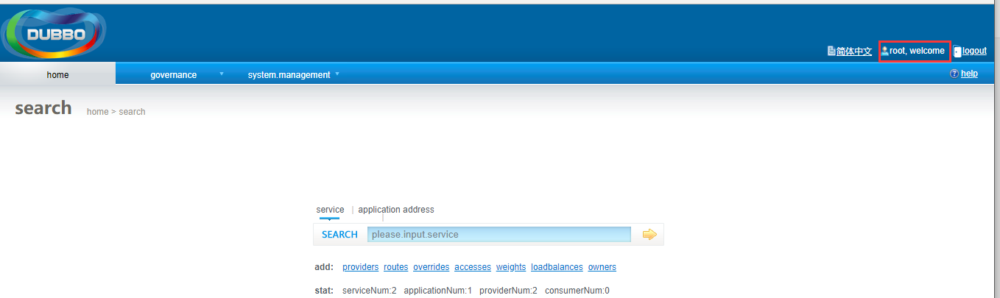 DUBBO
简体中文 root, welcome logout
home governance system.management help
search home > search
service | application address
SEARCH please.input.service
add: providers routes overrides accesses weights loadbalances owners
stat: serviceNum:2 applicationNum:1 providerNum:2 consumerNum:0